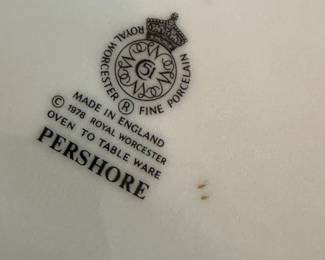 ROYAL WORCESTER
51
FINE PORCELAIN
®
MADE IN ENGLAND
© 1978 ROYAL WORCESTER
OVEN TO TABLE WARE
PERSHORE